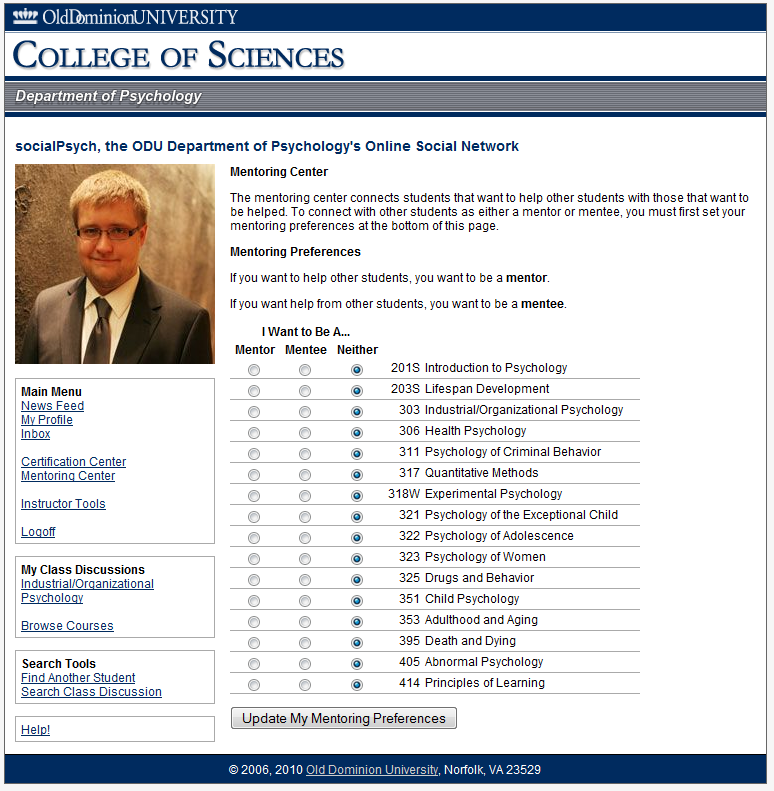 OldDominionUNIVERSITY
COLLEGE OF SCIENCES
Department of Psychology
socialPsych, the ODU Department of Psychology's Online Social Network
Mentoring Center
The mentoring center connects students that want to help other students with those that want to
be helped. To connect with other students as either a mentor or mentee, you must first set your
mentoring preferences at the bottom of this page.
Mentoring Preferences
If you want to help other students, you want to be a mentor.
If you want help from other students, you want to be a mentee.
I Want to Be A...
Mentor Mentee Neither
201S Introduction to Psychology
203S Lifespan Development
303 Industrial/Organizational Psychology
306 Health Psychology
311 Psychology of Criminal Behavior
317 Quantitative Methods
318W Experimental Psychology
321 Psychology of the Exceptional Child
322 Psychology of Adolescence
323 Psychology of Women
325 Drugs and Behavior
351 Child Psychology
353 Adulthood and Aging
395 Death and Dying
405 Abnormal Psychology
414 Principles of Learning
Update My Mentoring Preferences
Main Menu
News Feed
My Profile
Inbox
Certification Center
Mentoring Center
Instructor Tools
Logoff
My Class Discussions
Industrial/Organizational
Psychology
Browse Courses
Search Tools
Find Another Student
Search Class Discussion
Help!
© 2006, 2010 Old Dominion University, Norfolk, VA 23529